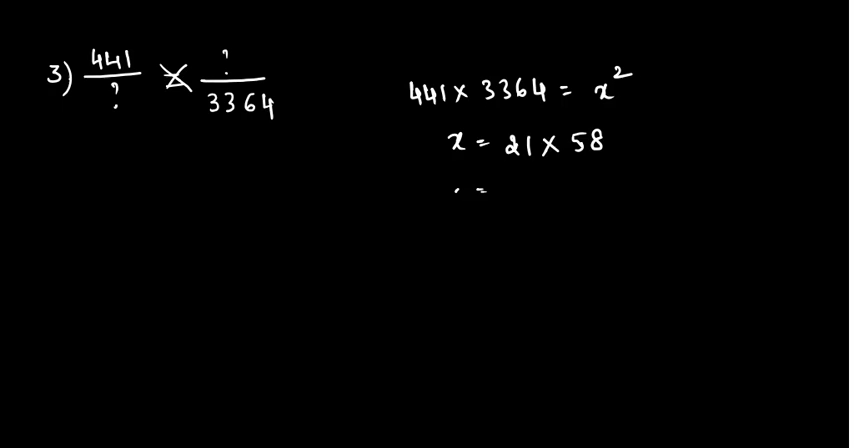 3) 441/? × ?/3364
441 × 3364 = x²
x = 21 × 58
. =